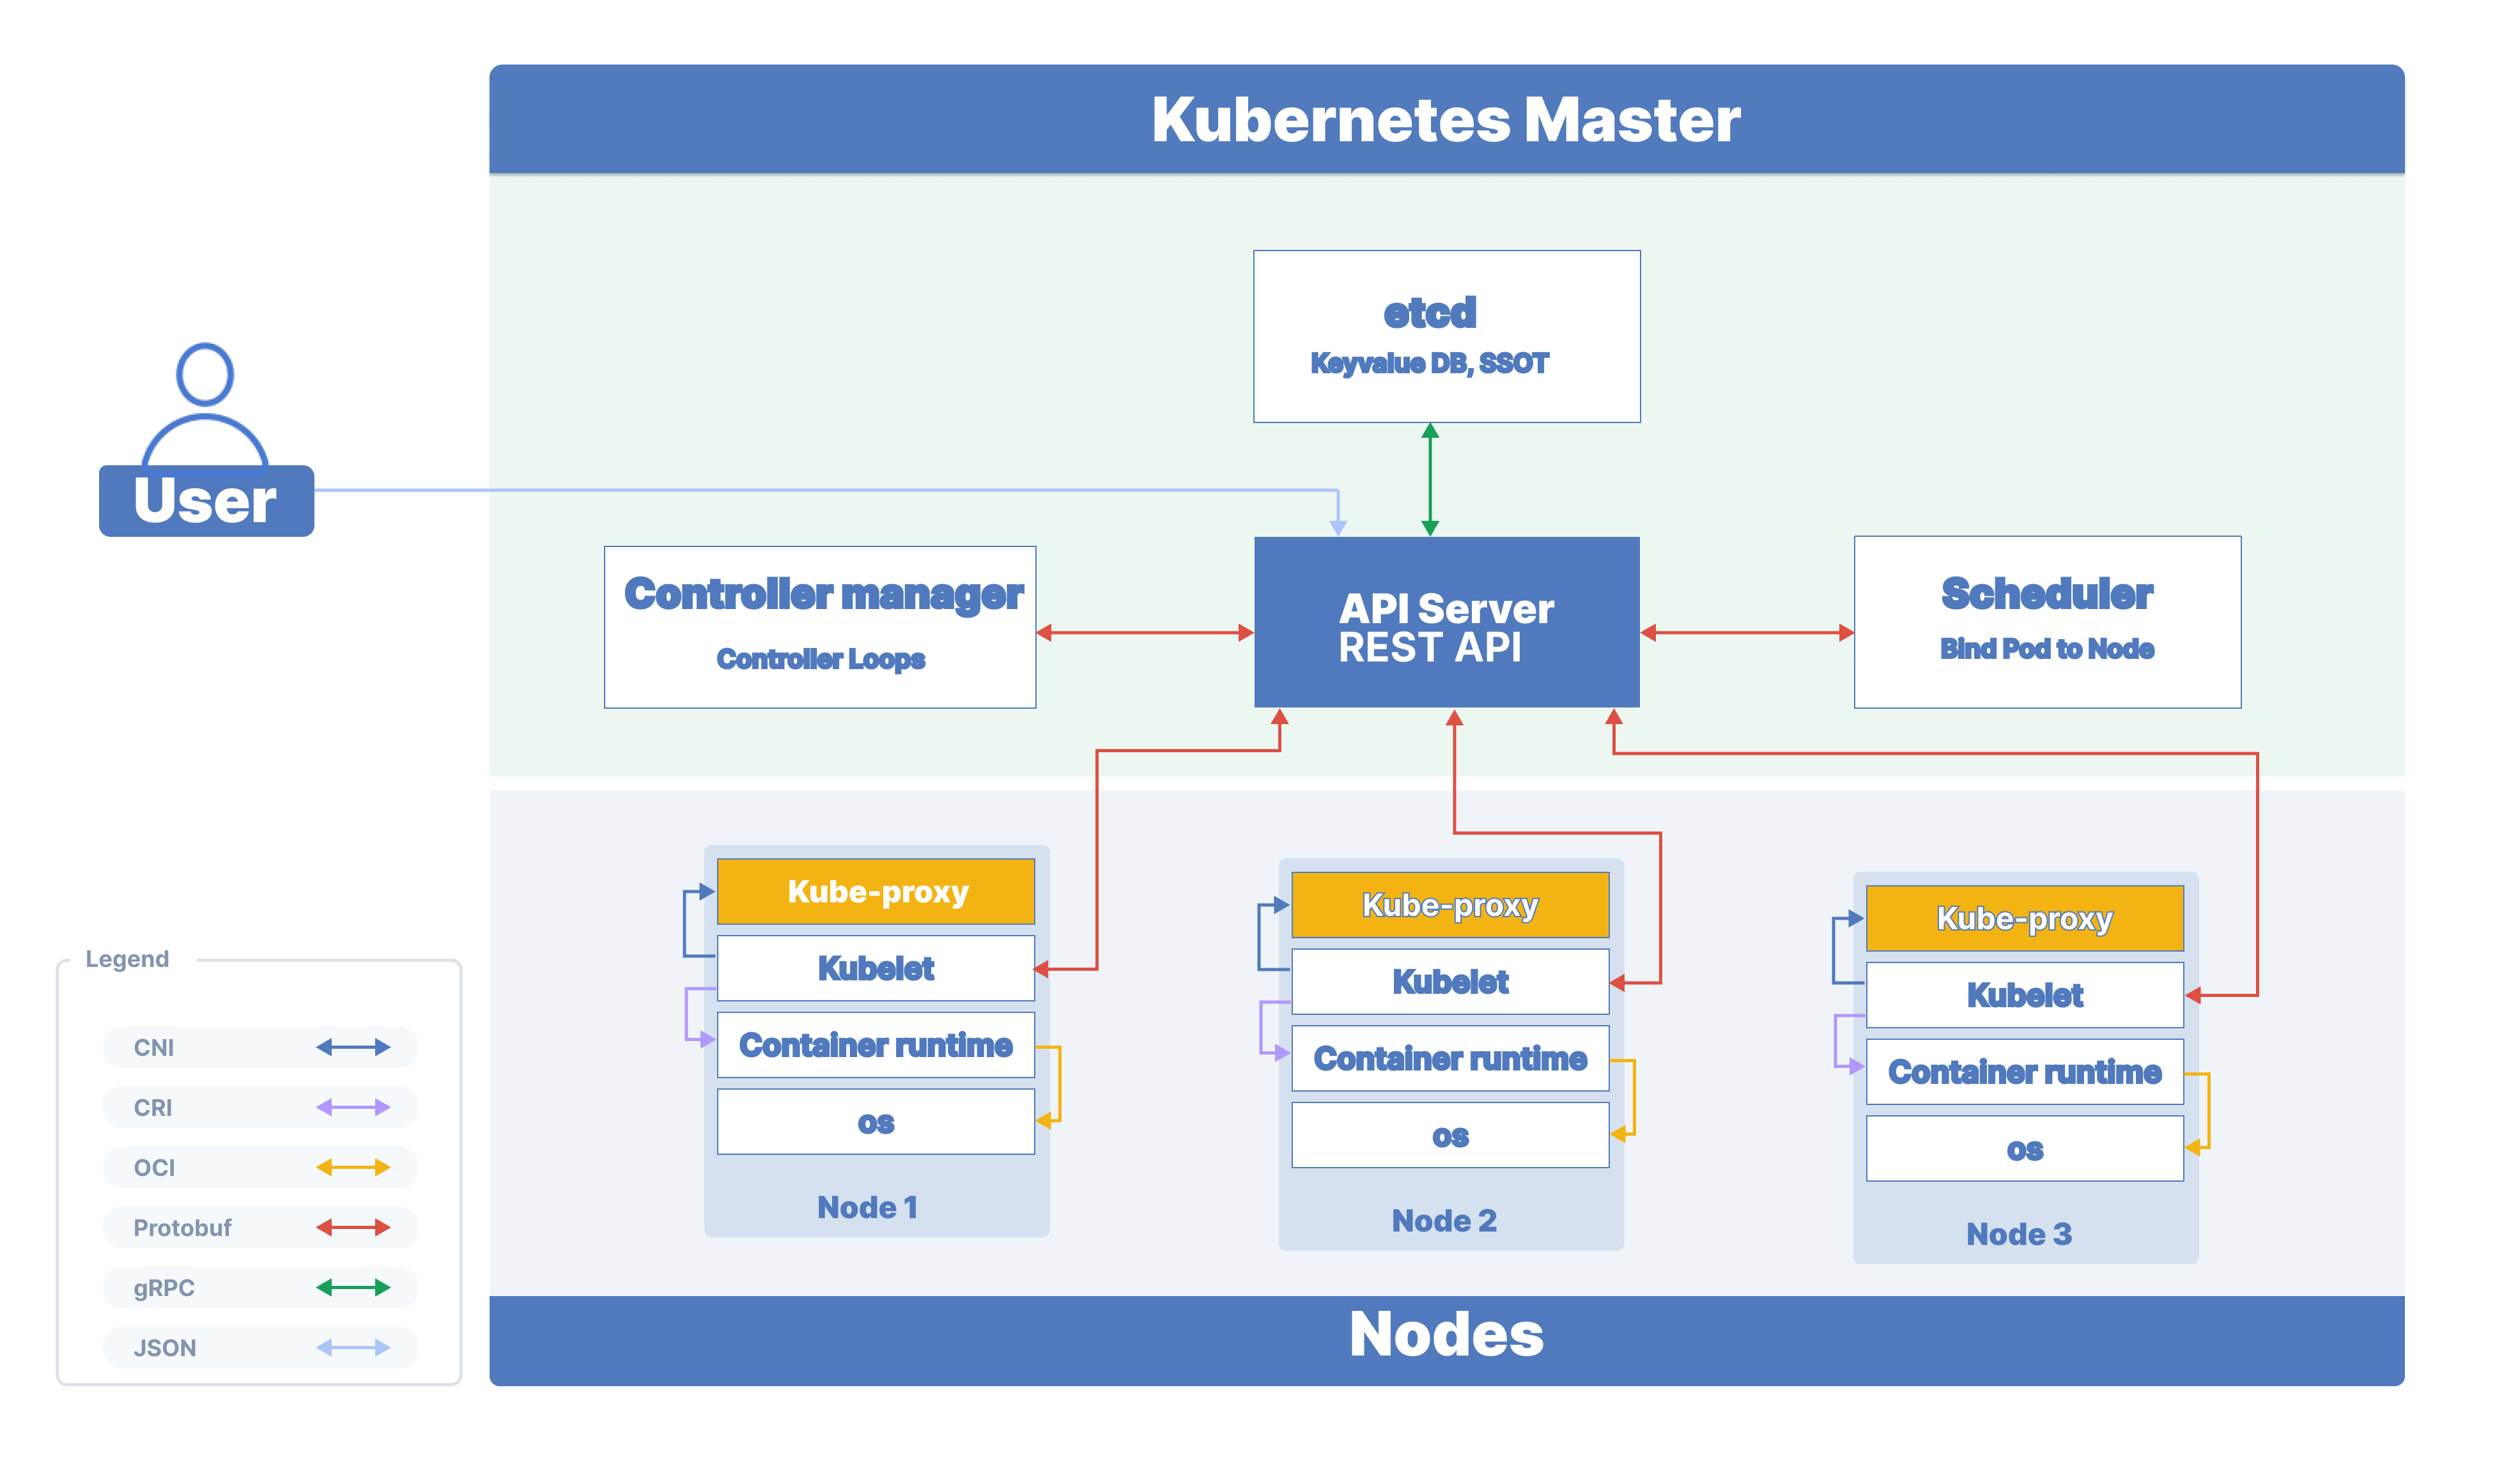 Kubernetes Master
etcd
Keyvalue DB, SSOT
User
Controller manager
Controller Loops
API Server
REST API
Scheduler
Bind Pod to Node
Kube-proxy
Kubelet
Container runtime
os
Node 1
Kube-proxy
Kubelet
Container runtime
os
Node 2
Kube-proxy
Kubelet
Container runtime
os
Node 3
Legend
CNI
CRI
OCI
Protobuf
gRPC
JSON
Nodes